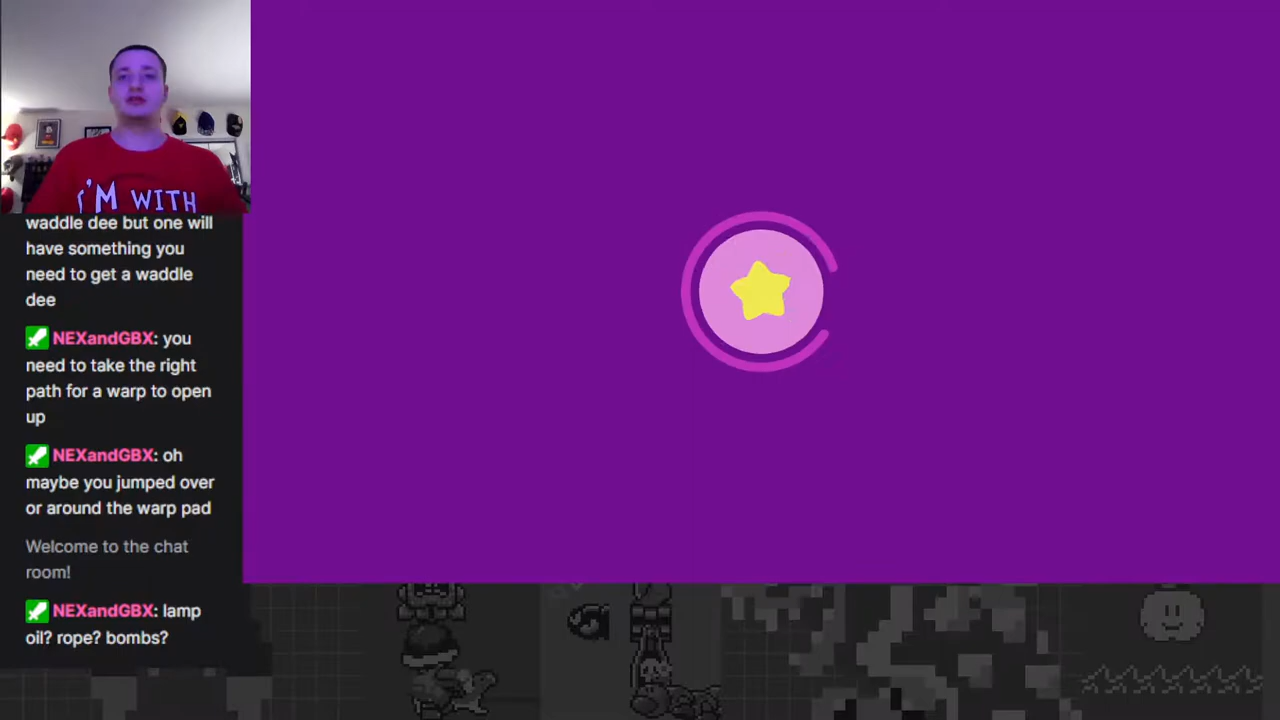 I'M WITH
waddle dee but one will
have something you
need to get a waddle
dee
NEXandGBX: you
need to take the right
path for a warp to open
up
NEXandGBX: oh
maybe you jumped over
or around the warp pad
Welcome to the chat
room!
NEXandGBX: lamp
oil? rope? bombs?